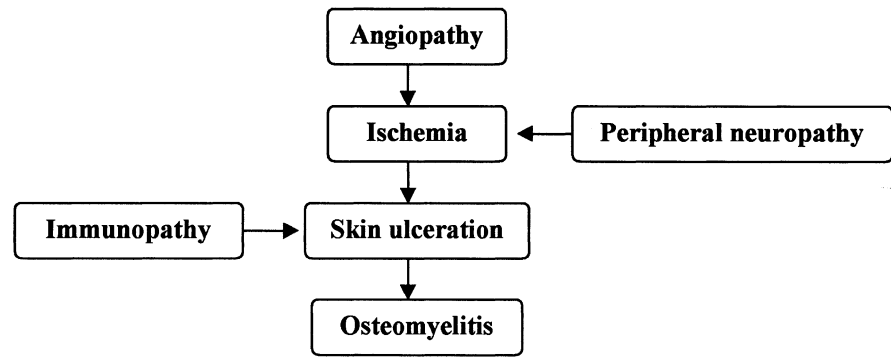 Angiopathy
Ischemia
Peripheral neuropathy
Immunopathy
Skin ulceration
Osteomyelitis